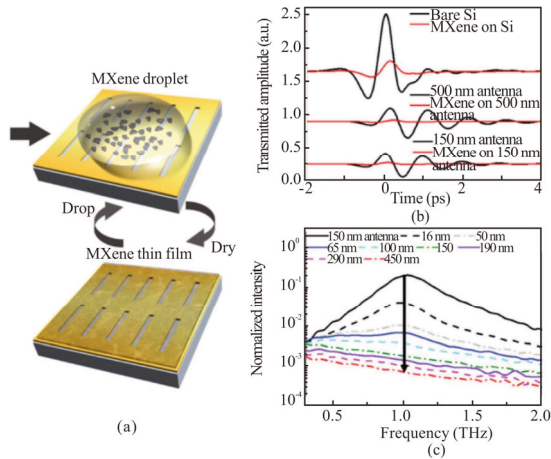 MXene droplet
Drop
Dry
MXene thin film
(a)
Transmitted amplitude (a.u.)
2.5
2.0
1.5
1.0
0.5
0.0
Bare Si
MXene on Si
500 nm antenna
MXene on 500 nm
antenna
150 nm antenna
MXene on 150 nm
antenna
-2
0
2
4
Time (ps)
(b)
Normalized intensity
10^0
10^-1
10^-2
10^-3
10^-4
150 nm antenna
16 nm
50 nm
65 nm
100 nm
150
190 nm
290 nm
450 nm
0.5
1.0
1.5
2.0
Frequency (THz)
(c)